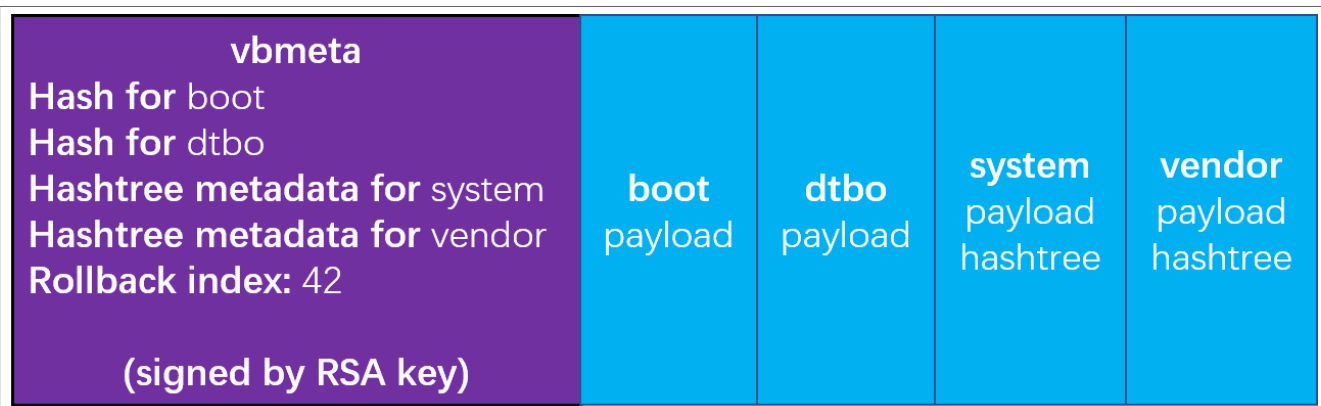 vbmeta
Hash for boot
Hash for dtbo
Hashtree metadata for system
Hashtree metadata for vendor
Rollback index: 42
(signed by RSA key)
boot
payload
dtbo
payload
system
payload
hashtree
vendor
payload
hashtree